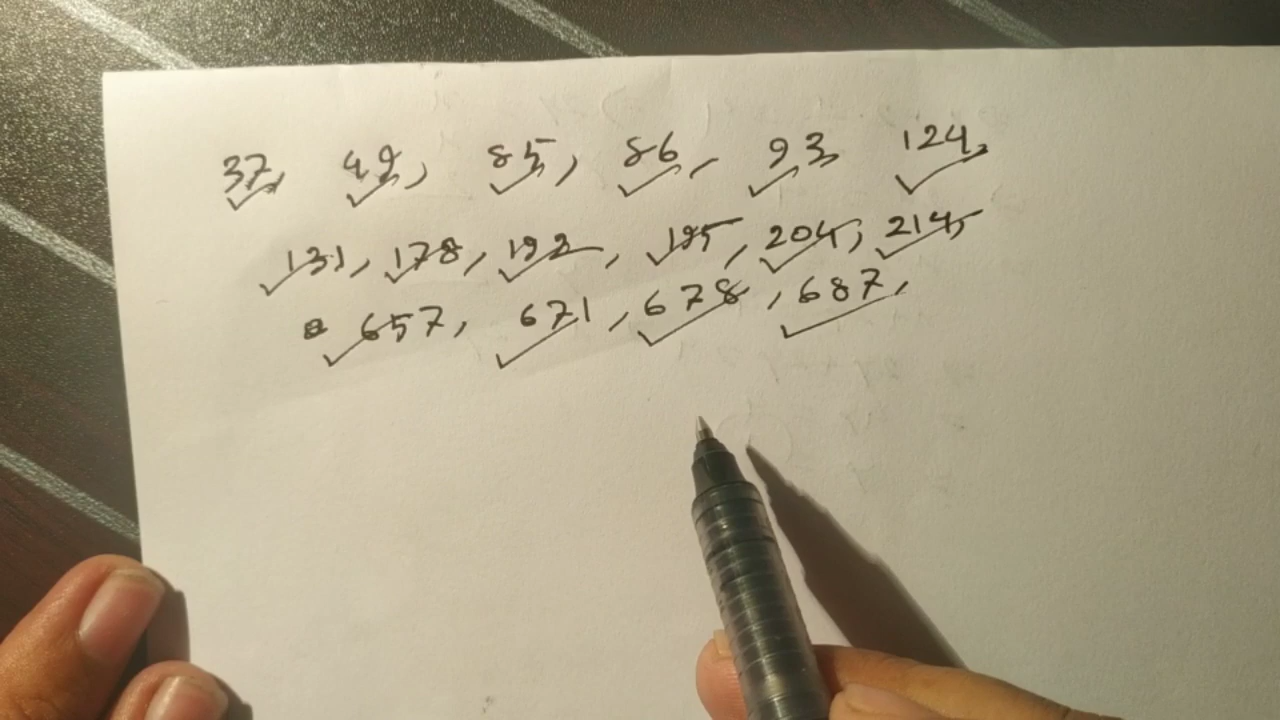 37, 49, 85, 86, 93, 124,
131, 178, 192, 195, 204, 214,
657, 671, 678, 687,